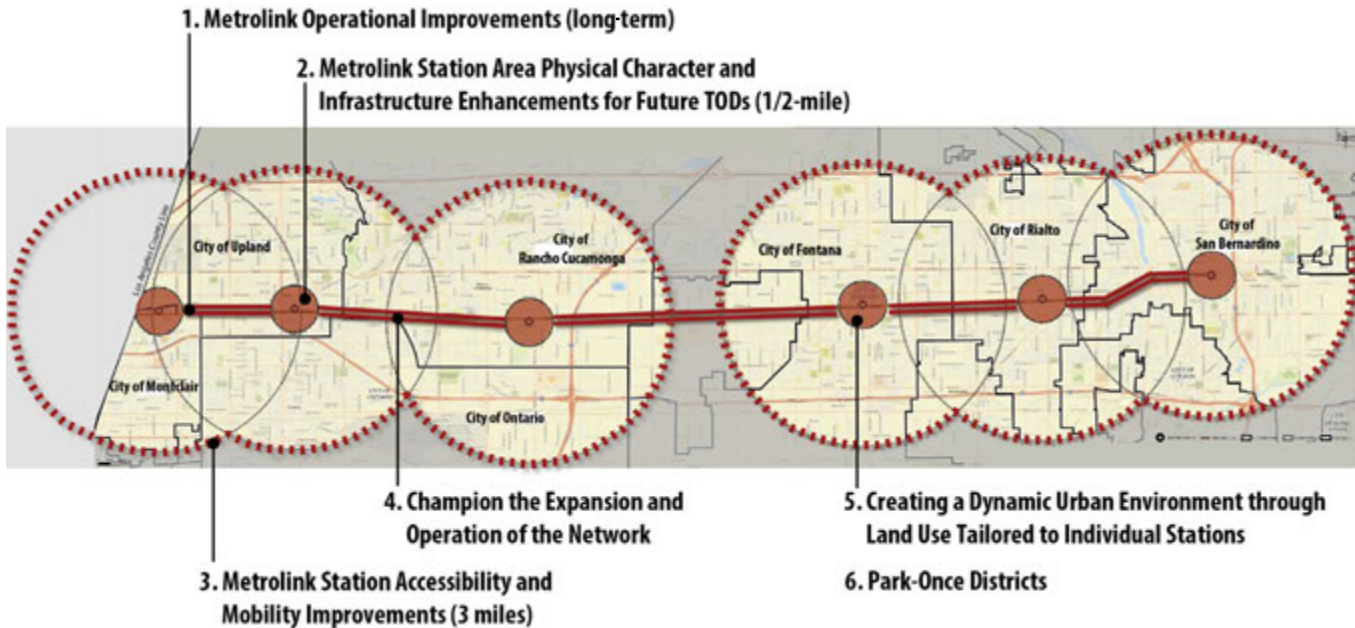 1. Metrolink Operational Improvements (long-term)
2. Metrolink Station Area Physical Character and
Infrastructure Enhancements for Future TODs (1/2-mile)
Los Angeles County Line
City of Upland
City of
Rancho Cucamonga
City of Fontana
City of Rialto
City of
San Bernardino
City of Montclair
City of Ontario
4. Champion the Expansion and
Operation of the Network
5. Creating a Dynamic Urban Environment through
Land Use Tailored to Individual Stations
3. Metrolink Station Accessibility and
Mobility Improvements (3 miles)
6. Park-Once Districts